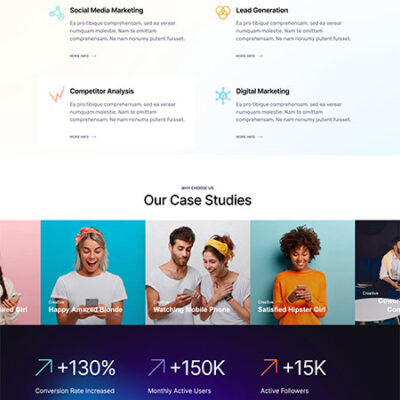 Social Media Marketing
Ea pro tibique comprehensam, sed ea verear
numquam molestie. Nam te omittam
comprehensam. Ne nam nonumy putent fuisset.
MORE INFO
Lead Generation
Ea pro tibique comprehensam, sed ea verear
numquam molestie. Nam te omittam
comprehensam. Ne nam nonumy putent fuisset.
MORE INFO
Competitor Analysis
Ea pro tibique comprehensam, sed ea verear
numquam molestie. Nam te omittam
comprehensam. Ne nam nonumy putent fuisset.
MORE INFO
Digital Marketing
Ea pro tibique comprehensam, sed ea verear
numquam molestie. Nam te omittam
comprehensam. Ne nam nonumy putent fuisset.
MORE INFO
WHY CHOOSE US
Our Case Studies
Girl
Creative
Happy Amazed Blonde
Creative
Watching Mobile Phone
Creative
Satisfied Hipster Girl
Creative
+130%
Conversion Rate Increased
+150K
Monthly Active Users
+15K
Active Followers